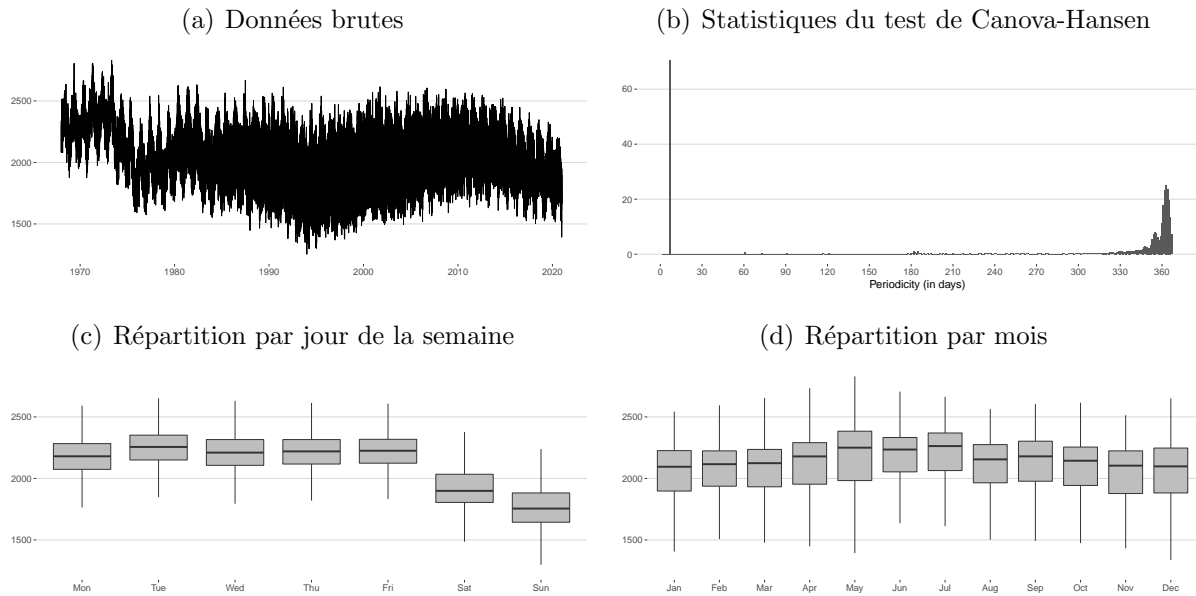 (a) Données brutes
2500
2000
1500
1970 1980 1990 2000 2010 2020
(b) Statistiques du test de Canova-Hansen
60
40
20
0
0 30 60 90 120 150 180 210 240 270 300 330 360
Periodicity (in days)
(c) Répartition par jour de la semaine
2500
2000
1500
Mon Tue Wed Thu Fri Sat Sun
(d) Répartition par mois
2500
2000
1500
Jan Feb Mar Apr May Jun Jul Aug Sep Oct Nov Dec